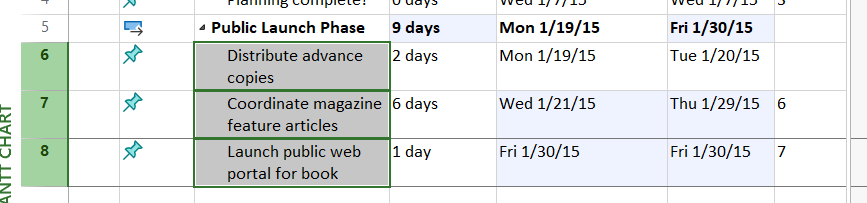 4 Planning complete! 0 days Wed 1/7/15 Wed 1/7/15 3
5 Public Launch Phase 9 days Mon 1/19/15 Fri 1/30/15
6 Distribute advance copies 2 days Mon 1/19/15 Tue 1/20/15
7 Coordinate magazine feature articles 6 days Wed 1/21/15 Thu 1/29/15 6
8 Launch public web portal for book 1 day Fri 1/30/15 Fri 1/30/15 7
ANTT CHART